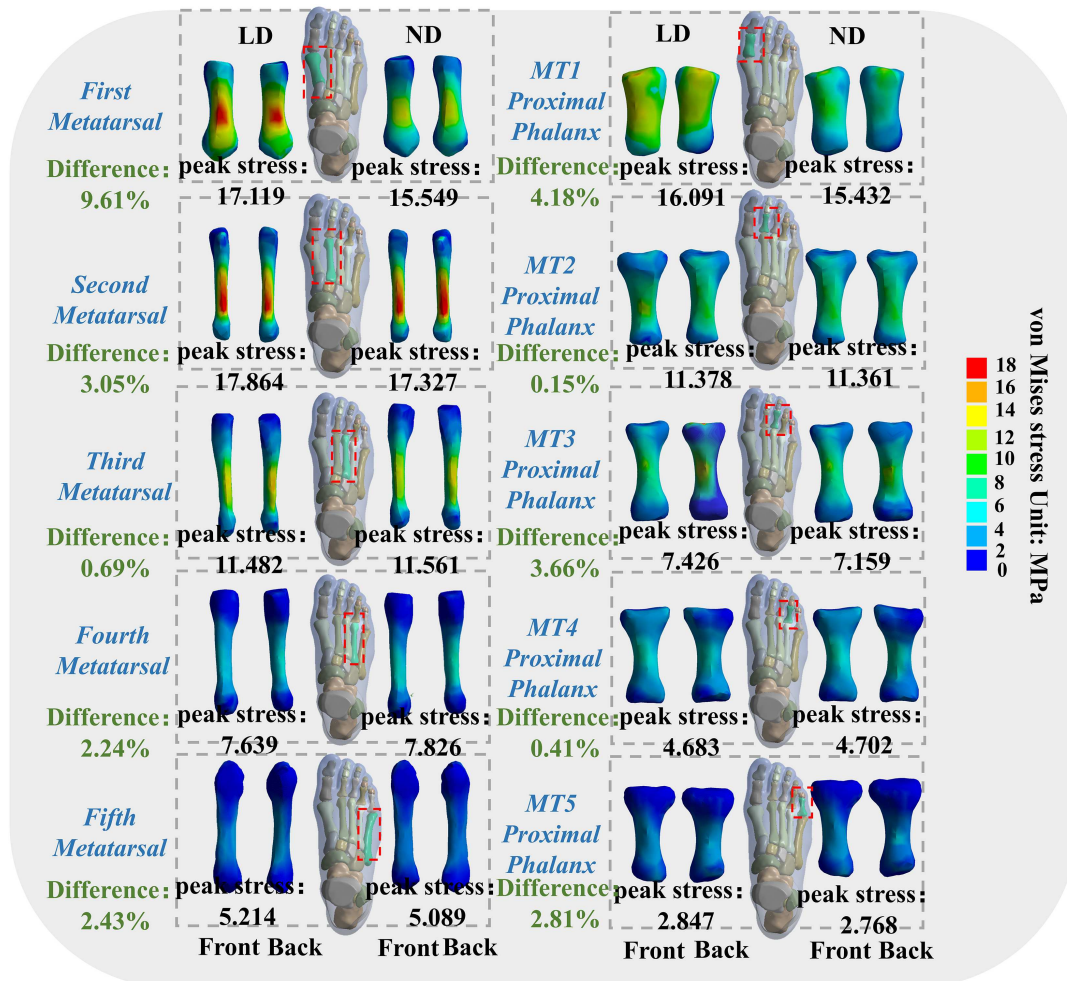 LD
ND
First
Metatarsal
Difference:
9.61%
peak stress:
17.119
peak stress:
15.549
Second
Metatarsal
Difference:
3.05%
peak stress:
17.864
peak stress:
17.327
Third
Metatarsal
Difference:
0.69%
peak stress:
11.482
peak stress:
11.561
Fourth
Metatarsal
Difference:
2.24%
peak stress:
7.639
peak stress:
7.826
Fifth
Metatarsal
Difference:
2.43%
peak stress:
5.214
peak stress:
5.089
Front Back
Front Back
LD
ND
MT1
Proximal
Phalanx
Difference:
4.18%
peak stress:
16.091
peak stress:
15.432
MT2
Proximal
Phalanx
Difference:
0.15%
peak stress:
11.378
peak stress:
11.361
MT3
Proximal
Phalanx
Difference:
3.66%
peak stress:
7.426
peak stress:
7.159
MT4
Proximal
Phalanx
Difference:
0.41%
peak stress:
4.683
peak stress:
4.702
MT5
Proximal
Phalanx
Difference:
2.81%
peak stress:
2.847
peak stress:
2.768
Front Back
Front Back
18
16
14
12
10
8
6
4
2
0
von Mises stress Unit: MPa